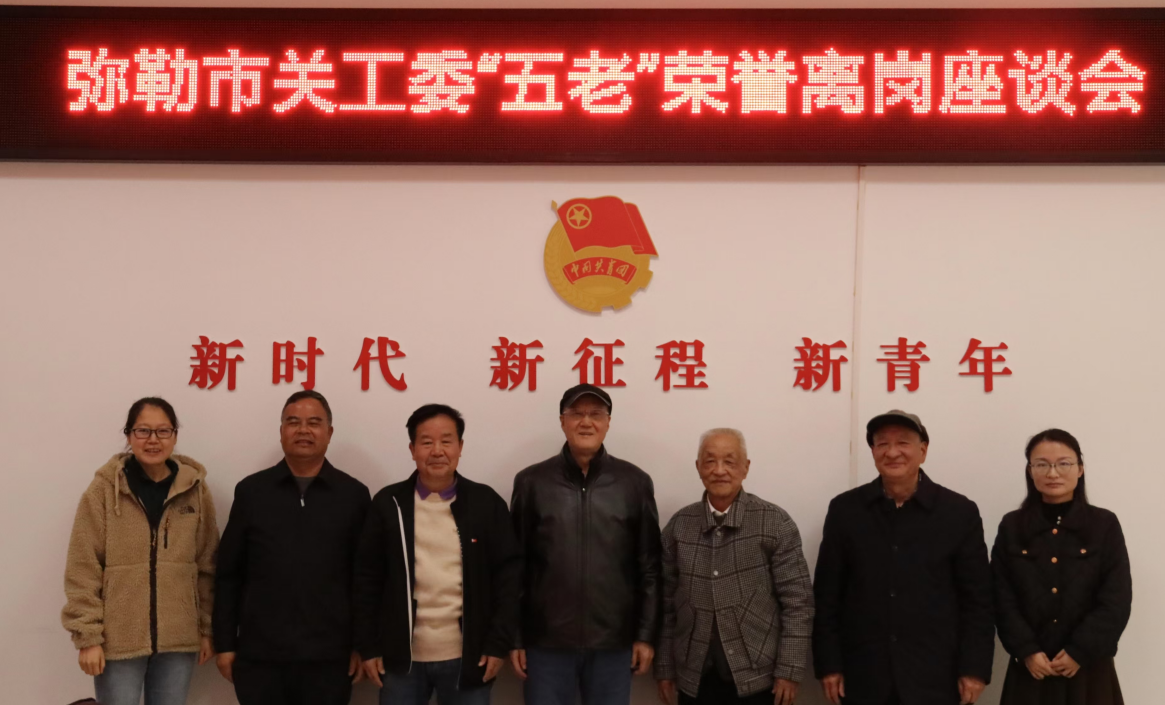 弥勒市关工委“五老”荣誉离岗座谈会
中国共青团
新时代 新征程 新青年